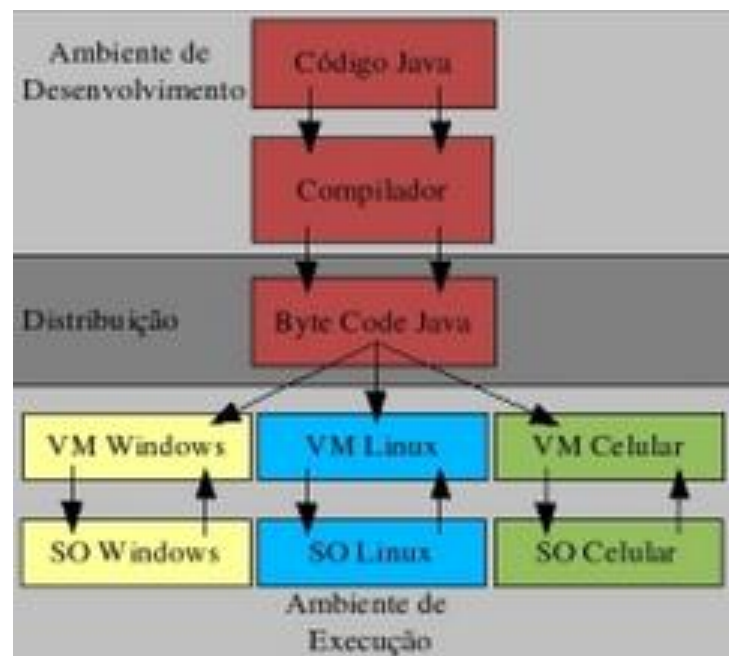 Ambiente de
Desenvolvimento
Código Java
Compilador
Distribuição
Byte Code Java
VM Windows
VM Linux
VM Celular
SO Windows
SO Linux
SO Celular
Ambiente de
Execução